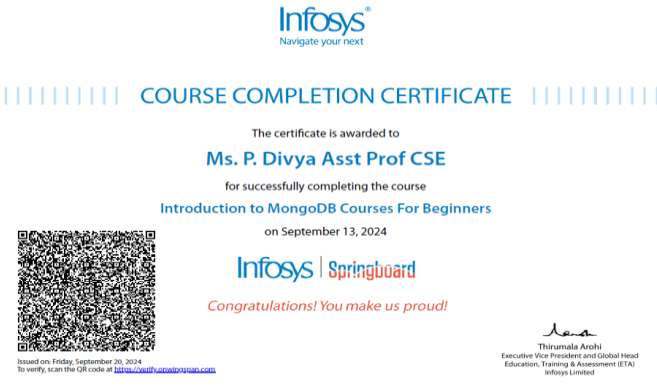 Infosys®
Navigate your next
COURSE COMPLETION CERTIFICATE
The certificate is awarded to
Ms. P. Divya Asst Prof CSE
for successfully completing the course
Introduction to MongoDB Courses For Beginners
on September 13, 2024
Infosys | Springboard
Congratulations! You make us proud!
Thirumala Arohi
Executive Vice President and Global Head
Education, Training & Assessment (ETA)
Infosys Limited
Issued on: Friday, September 20, 2024
To verify, scan the QR code at https://verify.onwingspan.com